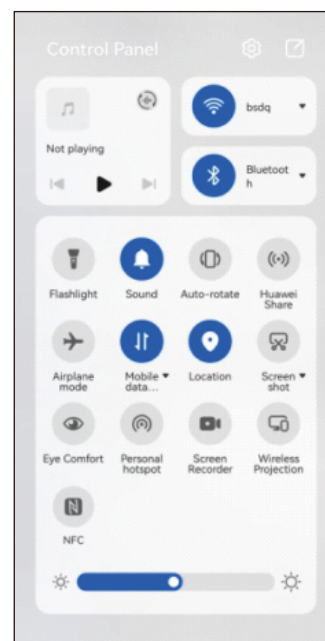 Control Panel
bsdq
Not playing
Bluetoot
h
Flashlight
Sound
Auto-rotate
Huawei
Share
Airplane
mode
Mobile
data...
Location
Screen
shot
Eye Comfort
Personal
hotspot
Screen
Recorder
Wireless
Projection
NFC